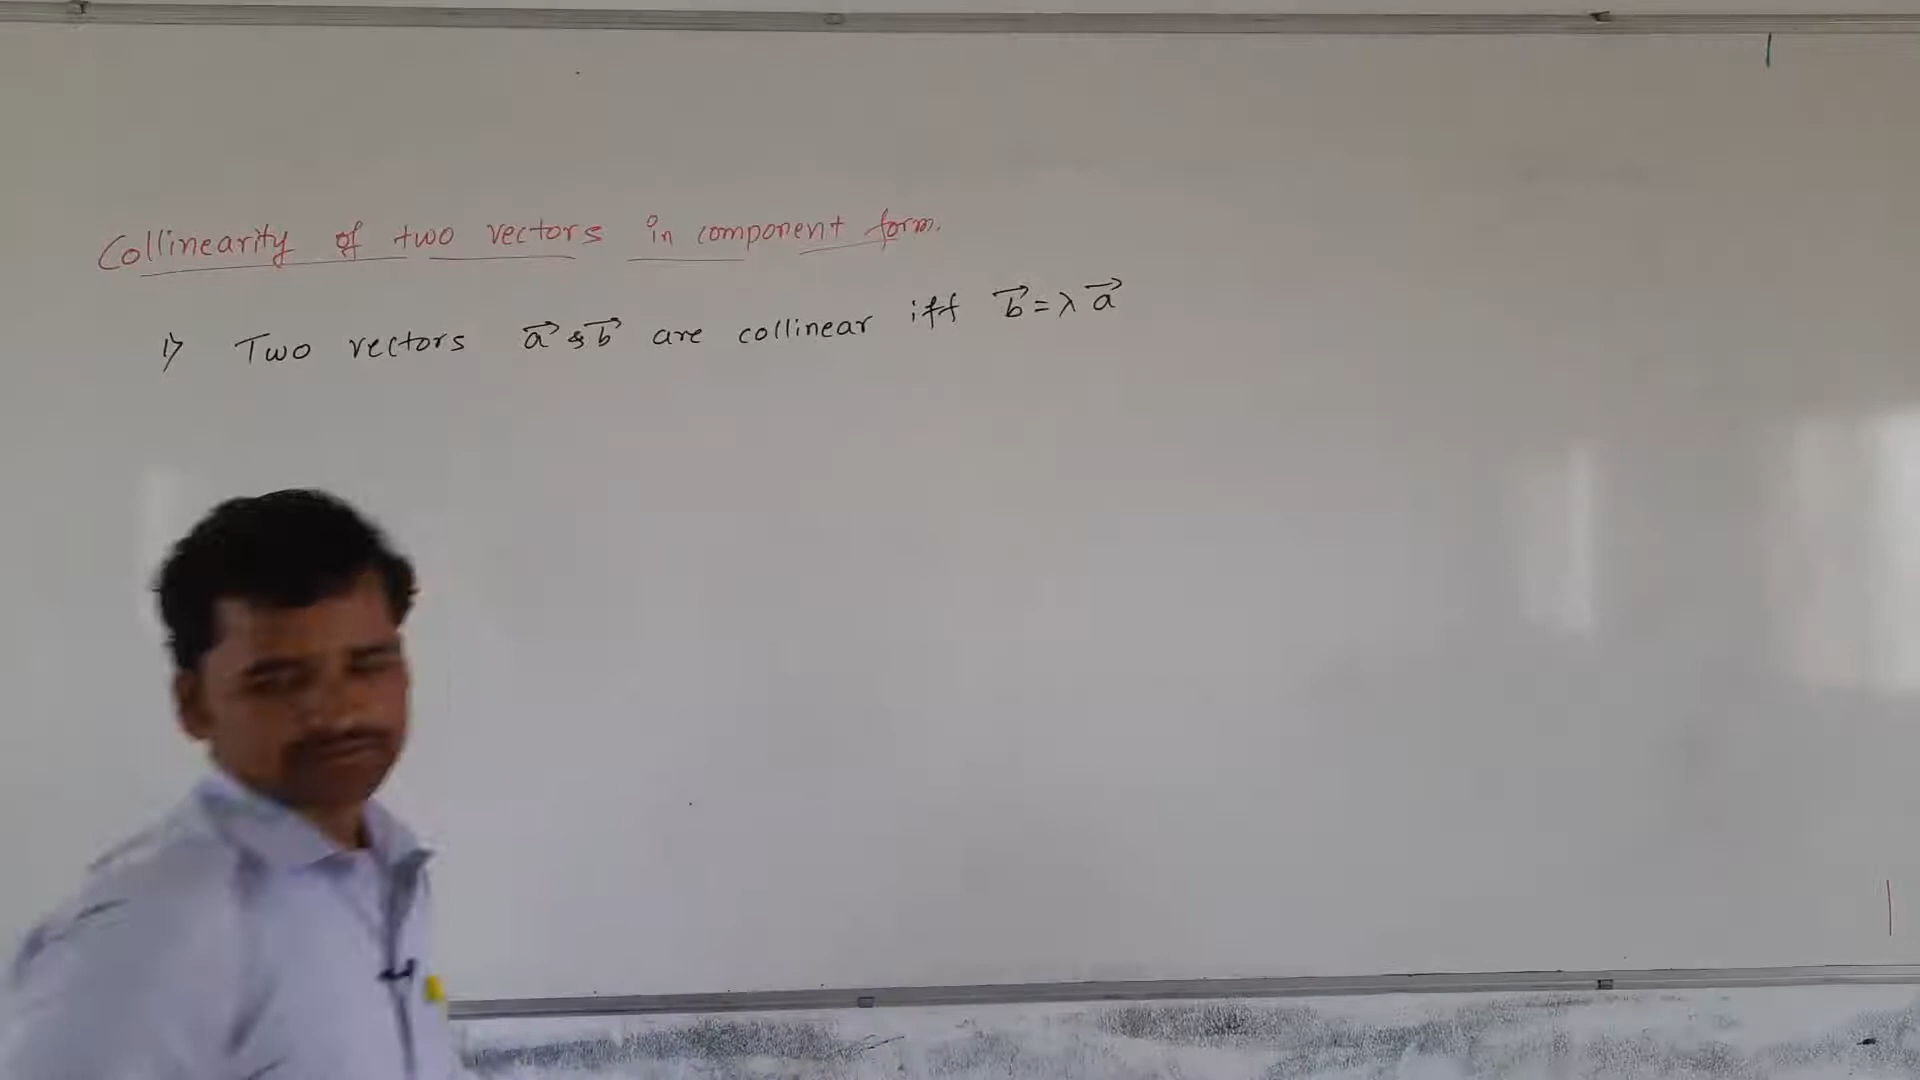 Collinearity of two vectors in component form.
1) Two vectors a⃗ & b⃗ are collinear iff b⃗ = λ a⃗